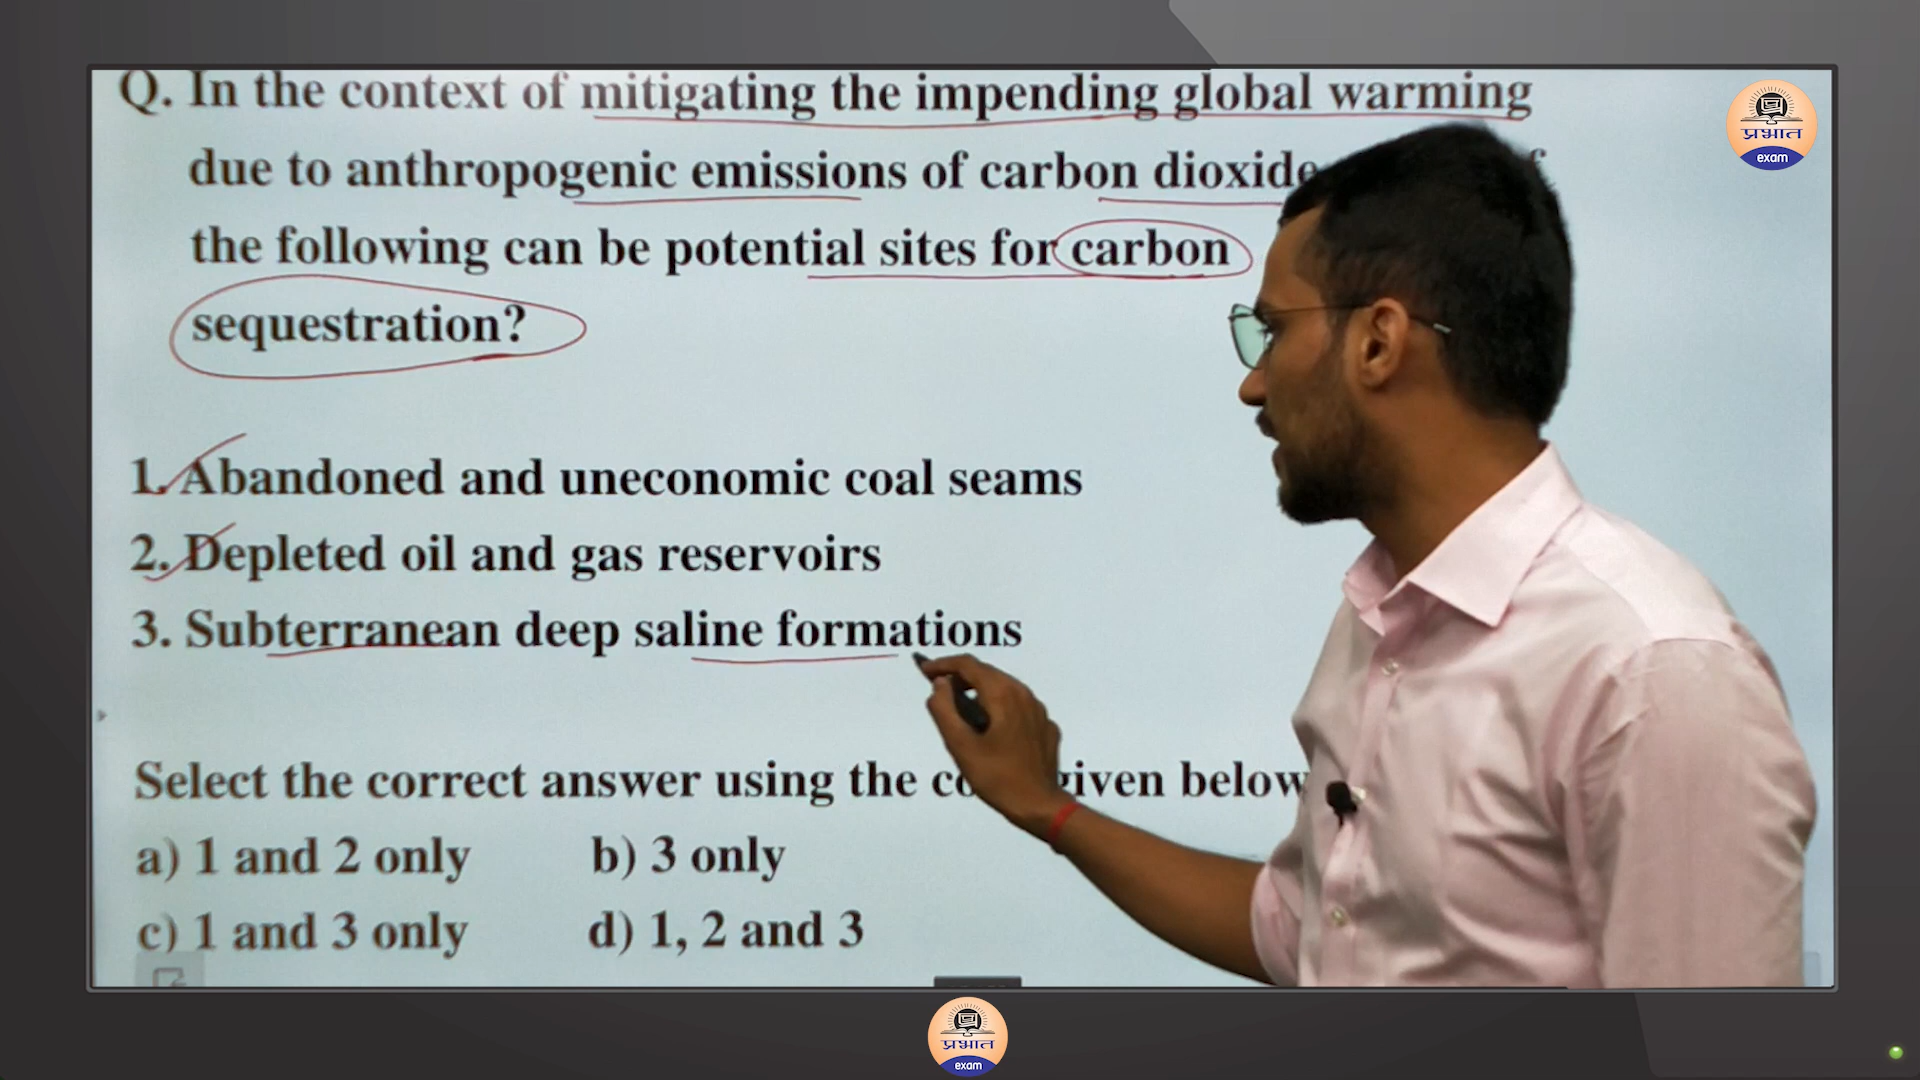 Q. In the context of mitigating the impending global warming
due to anthropogenic emissions of carbon dioxide
the following can be potential sites for carbon
sequestration?
1. Abandoned and uneconomic coal seams
2. Depleted oil and gas reservoirs
3. Subterranean deep saline formations
Select the correct answer using the given below
a) 1 and 2 only b) 3 only
c) 1 and 3 only d) 1, 2 and 3
प्रभात
exam
प्रभात
exam